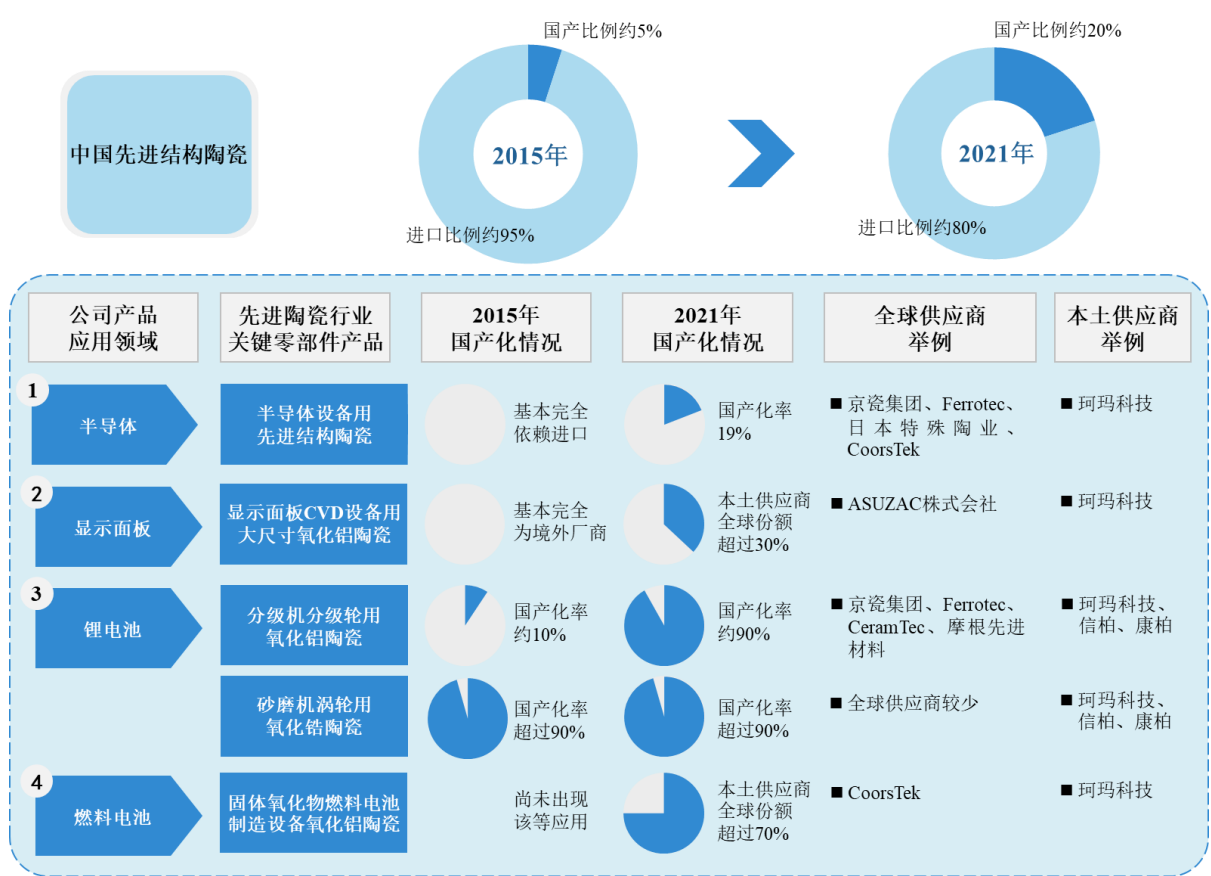 国产比例约5%
国产比例约20%
中国先进结构陶瓷
2015年
2021年
进口比例约95%
进口比例约80%
公司产品
应用领域
先进陶瓷行业
关键零部件产品
2015年
国产化情况
2021年
国产化情况
全球供应商
举例
本土供应商
举例
1
半导体
半导体设备用
先进结构陶瓷
基本完全
依赖进口
国产化率
19%
■ 京瓷集团、Ferrotec、
日本特殊陶业、
CoorsTek
■ 珂玛科技
2
显示面板
显示面板CVD设备用
大尺寸氧化铝陶瓷
基本完全
为境外厂商
本土供应商
全球份额
超过30%
■ ASUZAC株式会社
■ 珂玛科技
3
锂电池
分级机分级轮用
氧化铝陶瓷
国产化率
约10%
国产化率
约90%
■ 京瓷集团、Ferrotec、
CeramTec、摩根先进
材料
■ 珂玛科技、
信柏、康柏
砂磨机涡轮用
氧化锆陶瓷
国产化率
超过90%
国产化率
超过90%
■ 全球供应商较少
■ 珂玛科技、
信柏、康柏
4
燃料电池
固体氧化物燃料电池
制造设备氧化铝陶瓷
尚未出现
该等应用
本土供应商
全球份额
超过70%
■ CoorsTek
■ 珂玛科技